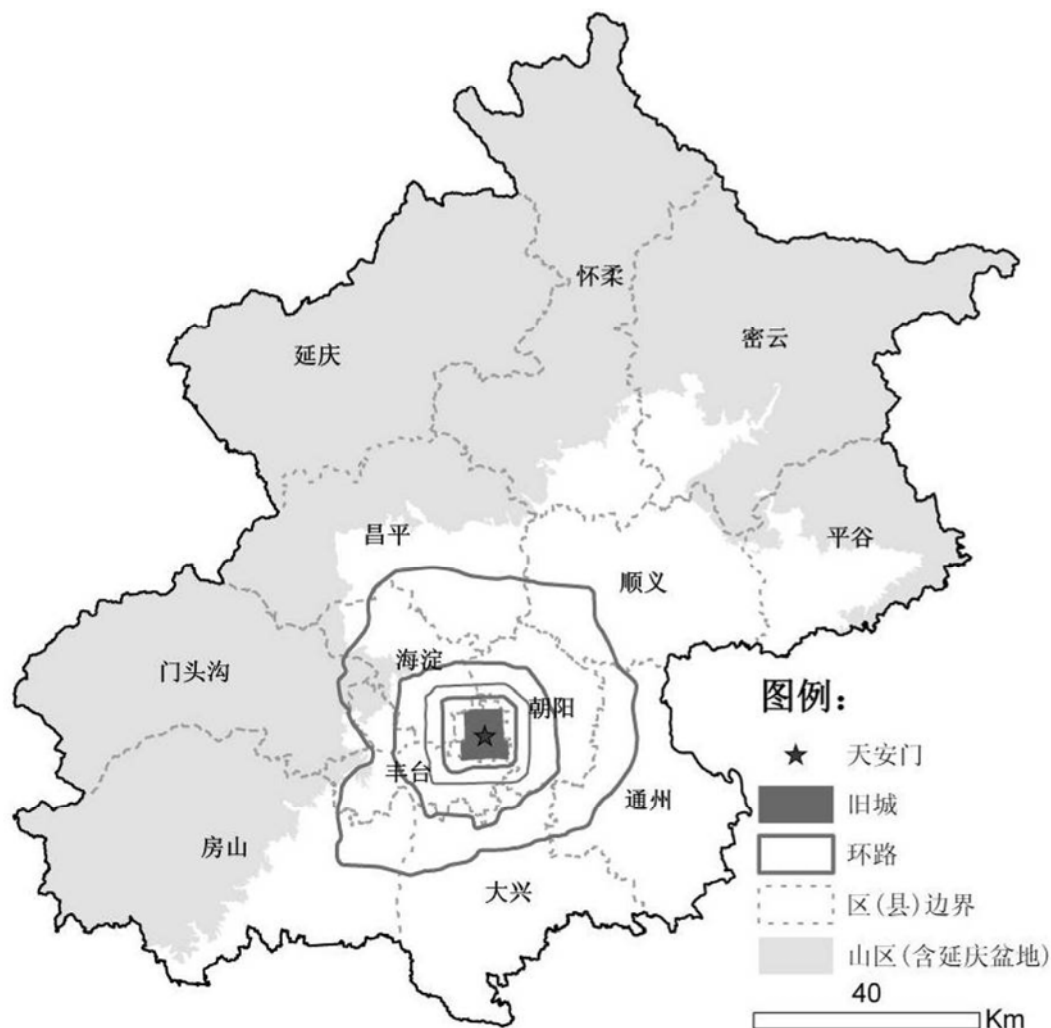 怀柔
延庆
密云
昌平
平谷
顺义
海淀
门头沟
朝阳
丰台
通州
房山
大兴
图例：
天安门
旧城
环路
区(县)边界
山区(含延庆盆地)
40
Km